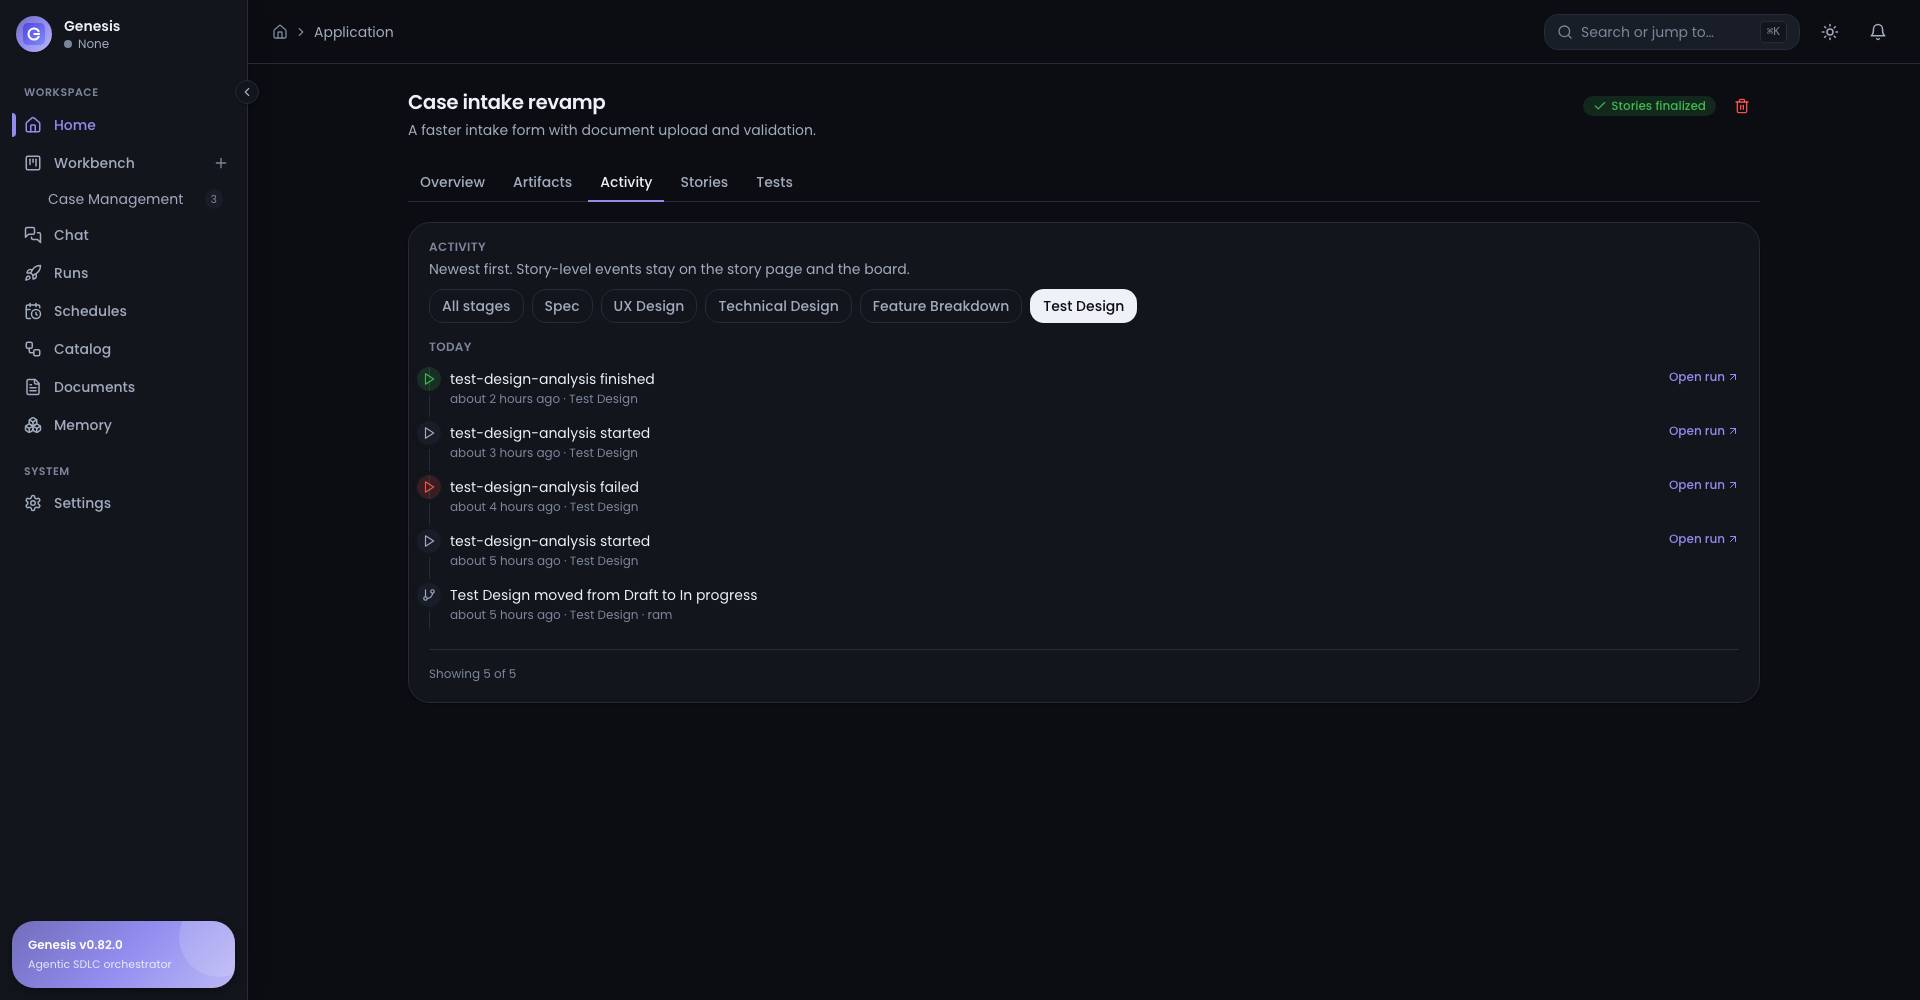 Genesis
None
WORKSPACE
Home
Workbench
Case Management 3
Chat
Runs
Schedules
Catalog
Documents
Memory
SYSTEM
Settings
Genesis v0.82.0
Agentic SDLC orchestrator
Application
Search or jump to...
⌘K
Case intake revamp
A faster intake form with document upload and validation.
Stories finalized
Overview Artifacts Activity Stories Tests
ACTIVITY
Newest first. Story-level events stay on the story page and the board.
All stages Spec UX Design Technical Design Feature Breakdown Test Design
TODAY
test-design-analysis finished
about 2 hours ago · Test Design
Open run
test-design-analysis started
about 3 hours ago · Test Design
Open run
test-design-analysis failed
about 4 hours ago · Test Design
Open run
test-design-analysis started
about 5 hours ago · Test Design
Open run
Test Design moved from Draft to In progress
about 5 hours ago · Test Design · ram
Showing 5 of 5